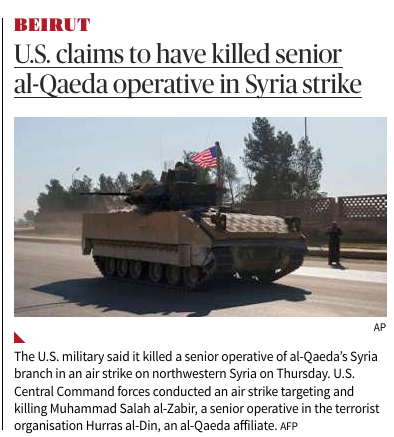 BEIRUT
U.S. claims to have killed senior
al-Qaeda operative in Syria strike
AP
The U.S. military said it killed a senior operative of al-Qaeda's Syria
branch in an air strike on northwestern Syria on Thursday. U.S.
Central Command forces conducted an air strike targeting and
killing Muhammad Salah al-Zabir, a senior operative in the terrorist
organisation Hurras al-Din, an al-Qaeda affiliate. AFP